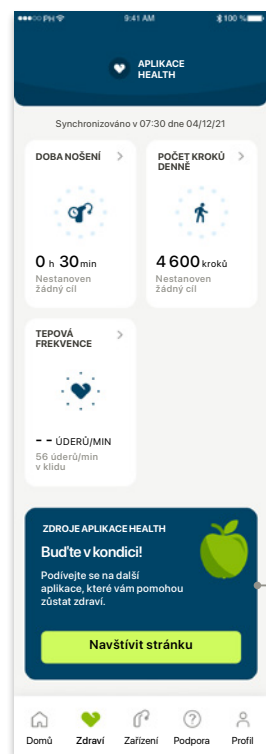 PH 9:41 AM 100 %
APLIKACE
HEALTH
Synchronizováno v 07:30 dne 04/12/21
DOBA NOŠENÍ
0 h 30 min
Nestanoven
žádný cíl
POČET KROKŮ
DENNĚ
4 600 kroků
Nestanoven
žádný cíl
TEPOVÁ
FREKVENCE
- - ÚDERŮ/MIN
56 úderů/min
v klidu
ZDROJE APLIKACE HEALTH
Buďte v kondici!
Podívejte se na další
aplikace, které vám pomohou
zůstat zdraví.
Navštívit stránku
Domů Zdraví Zařízení Podpora Profil